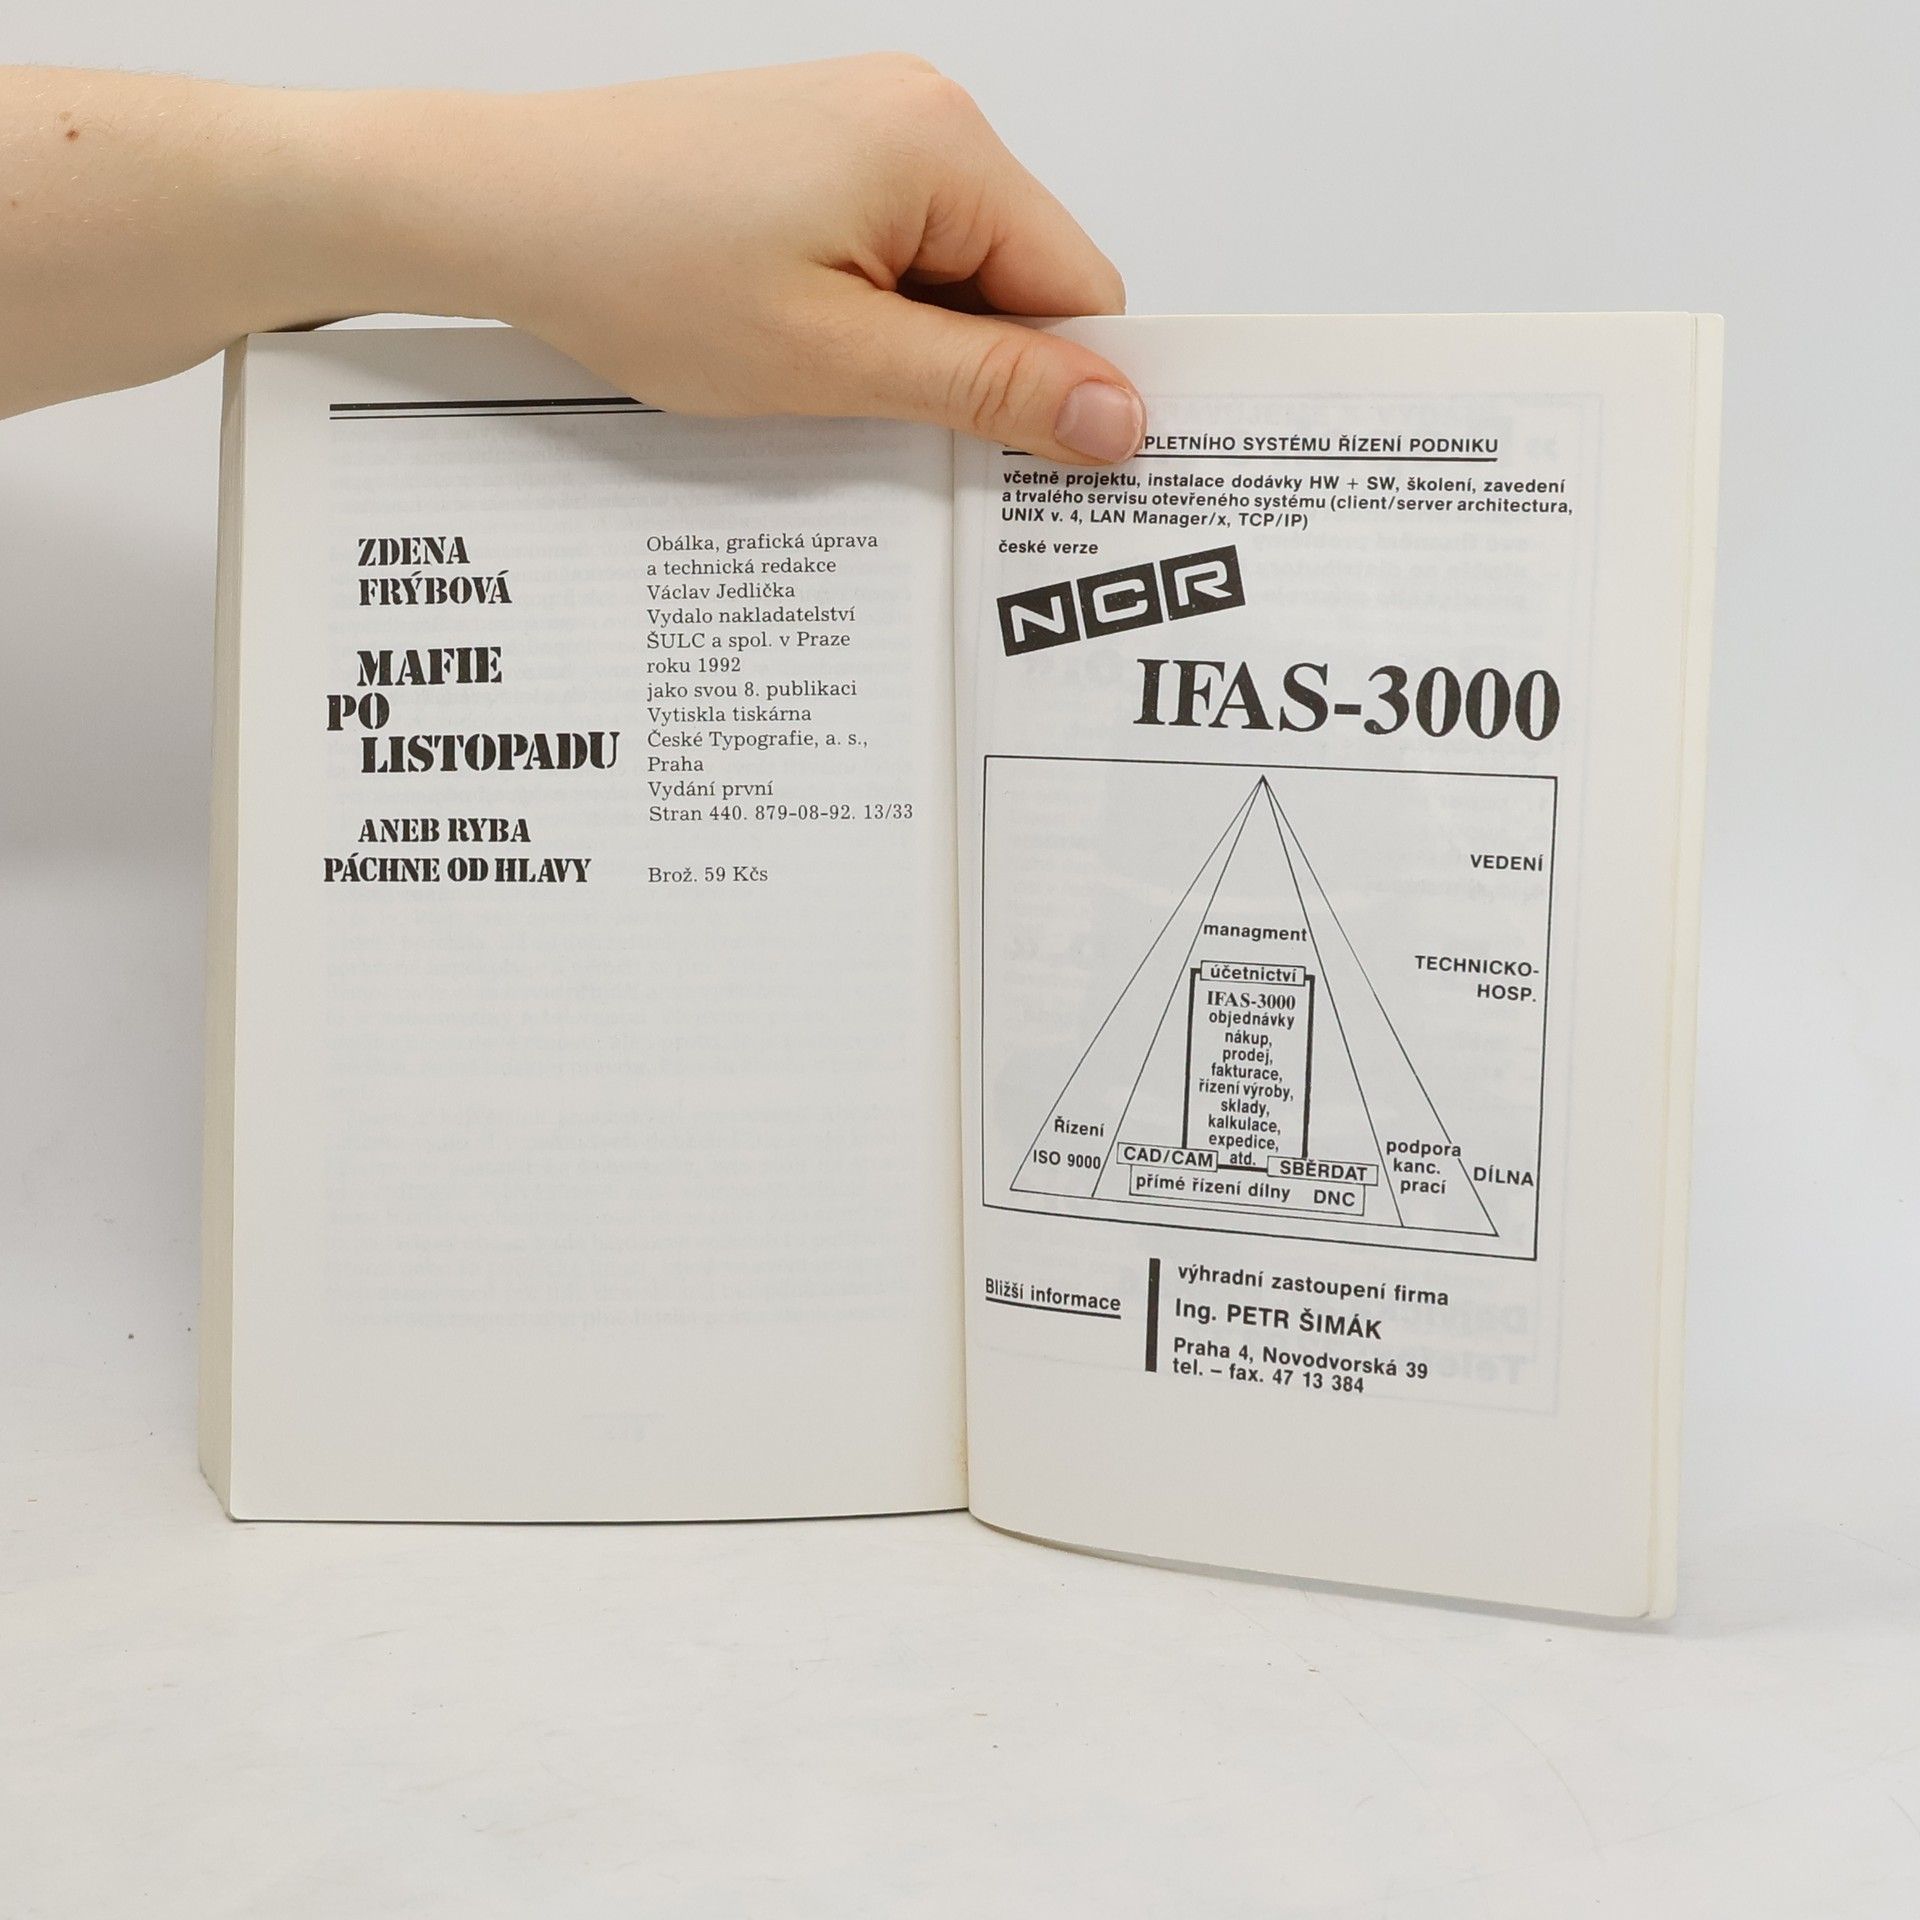 ZDENA
FRÝBOVÁ
MAFIE
PO
LISTOPADU
ANEB RYBA
PÁCHNE OD HLAVY
Obálka, grafická úprava
a technická redakce
Václav Jedlička
Vydalo nakladatelství
ŠULC a spol. v Praze
roku 1992
jako svou 8. publikaci
Vytiskla tiskárna
České Typografie, a. s.,
Praha
Vydání první
Stran 440. 879-08-92. 13/33
Brož. 59 Kčs
PLETNÍHO SYSTÉMU ŘÍZENÍ PODNIKU
včetně projektu, instalace dodávky HW + SW, školení, zavedení
a trvalého servisu otevřeného systému (client/server architectura,
UNIX v. 4, LAN Manager/x, TCP/IP)
české verze
NCR
IFAS-3000
VEDENÍ
managment
TECHNICKO-
HOSP.
účetnictví
IFAS-3000
objednávky
nákup,
prodej,
fakturace,
řízení výroby,
sklady,
kalkulace,
expedice,
atd.
Řízení
ISO 9000
CAD/CAM
SBĚRDAT
přímé řízení dílny DNC
podpora
kanc.
prací
DÍLNA
Bližší informace
výhradní zastoupení firma
Ing. PETR ŠIMÁK
Praha 4, Novodvorská 39
tel. – fax. 47 13 384